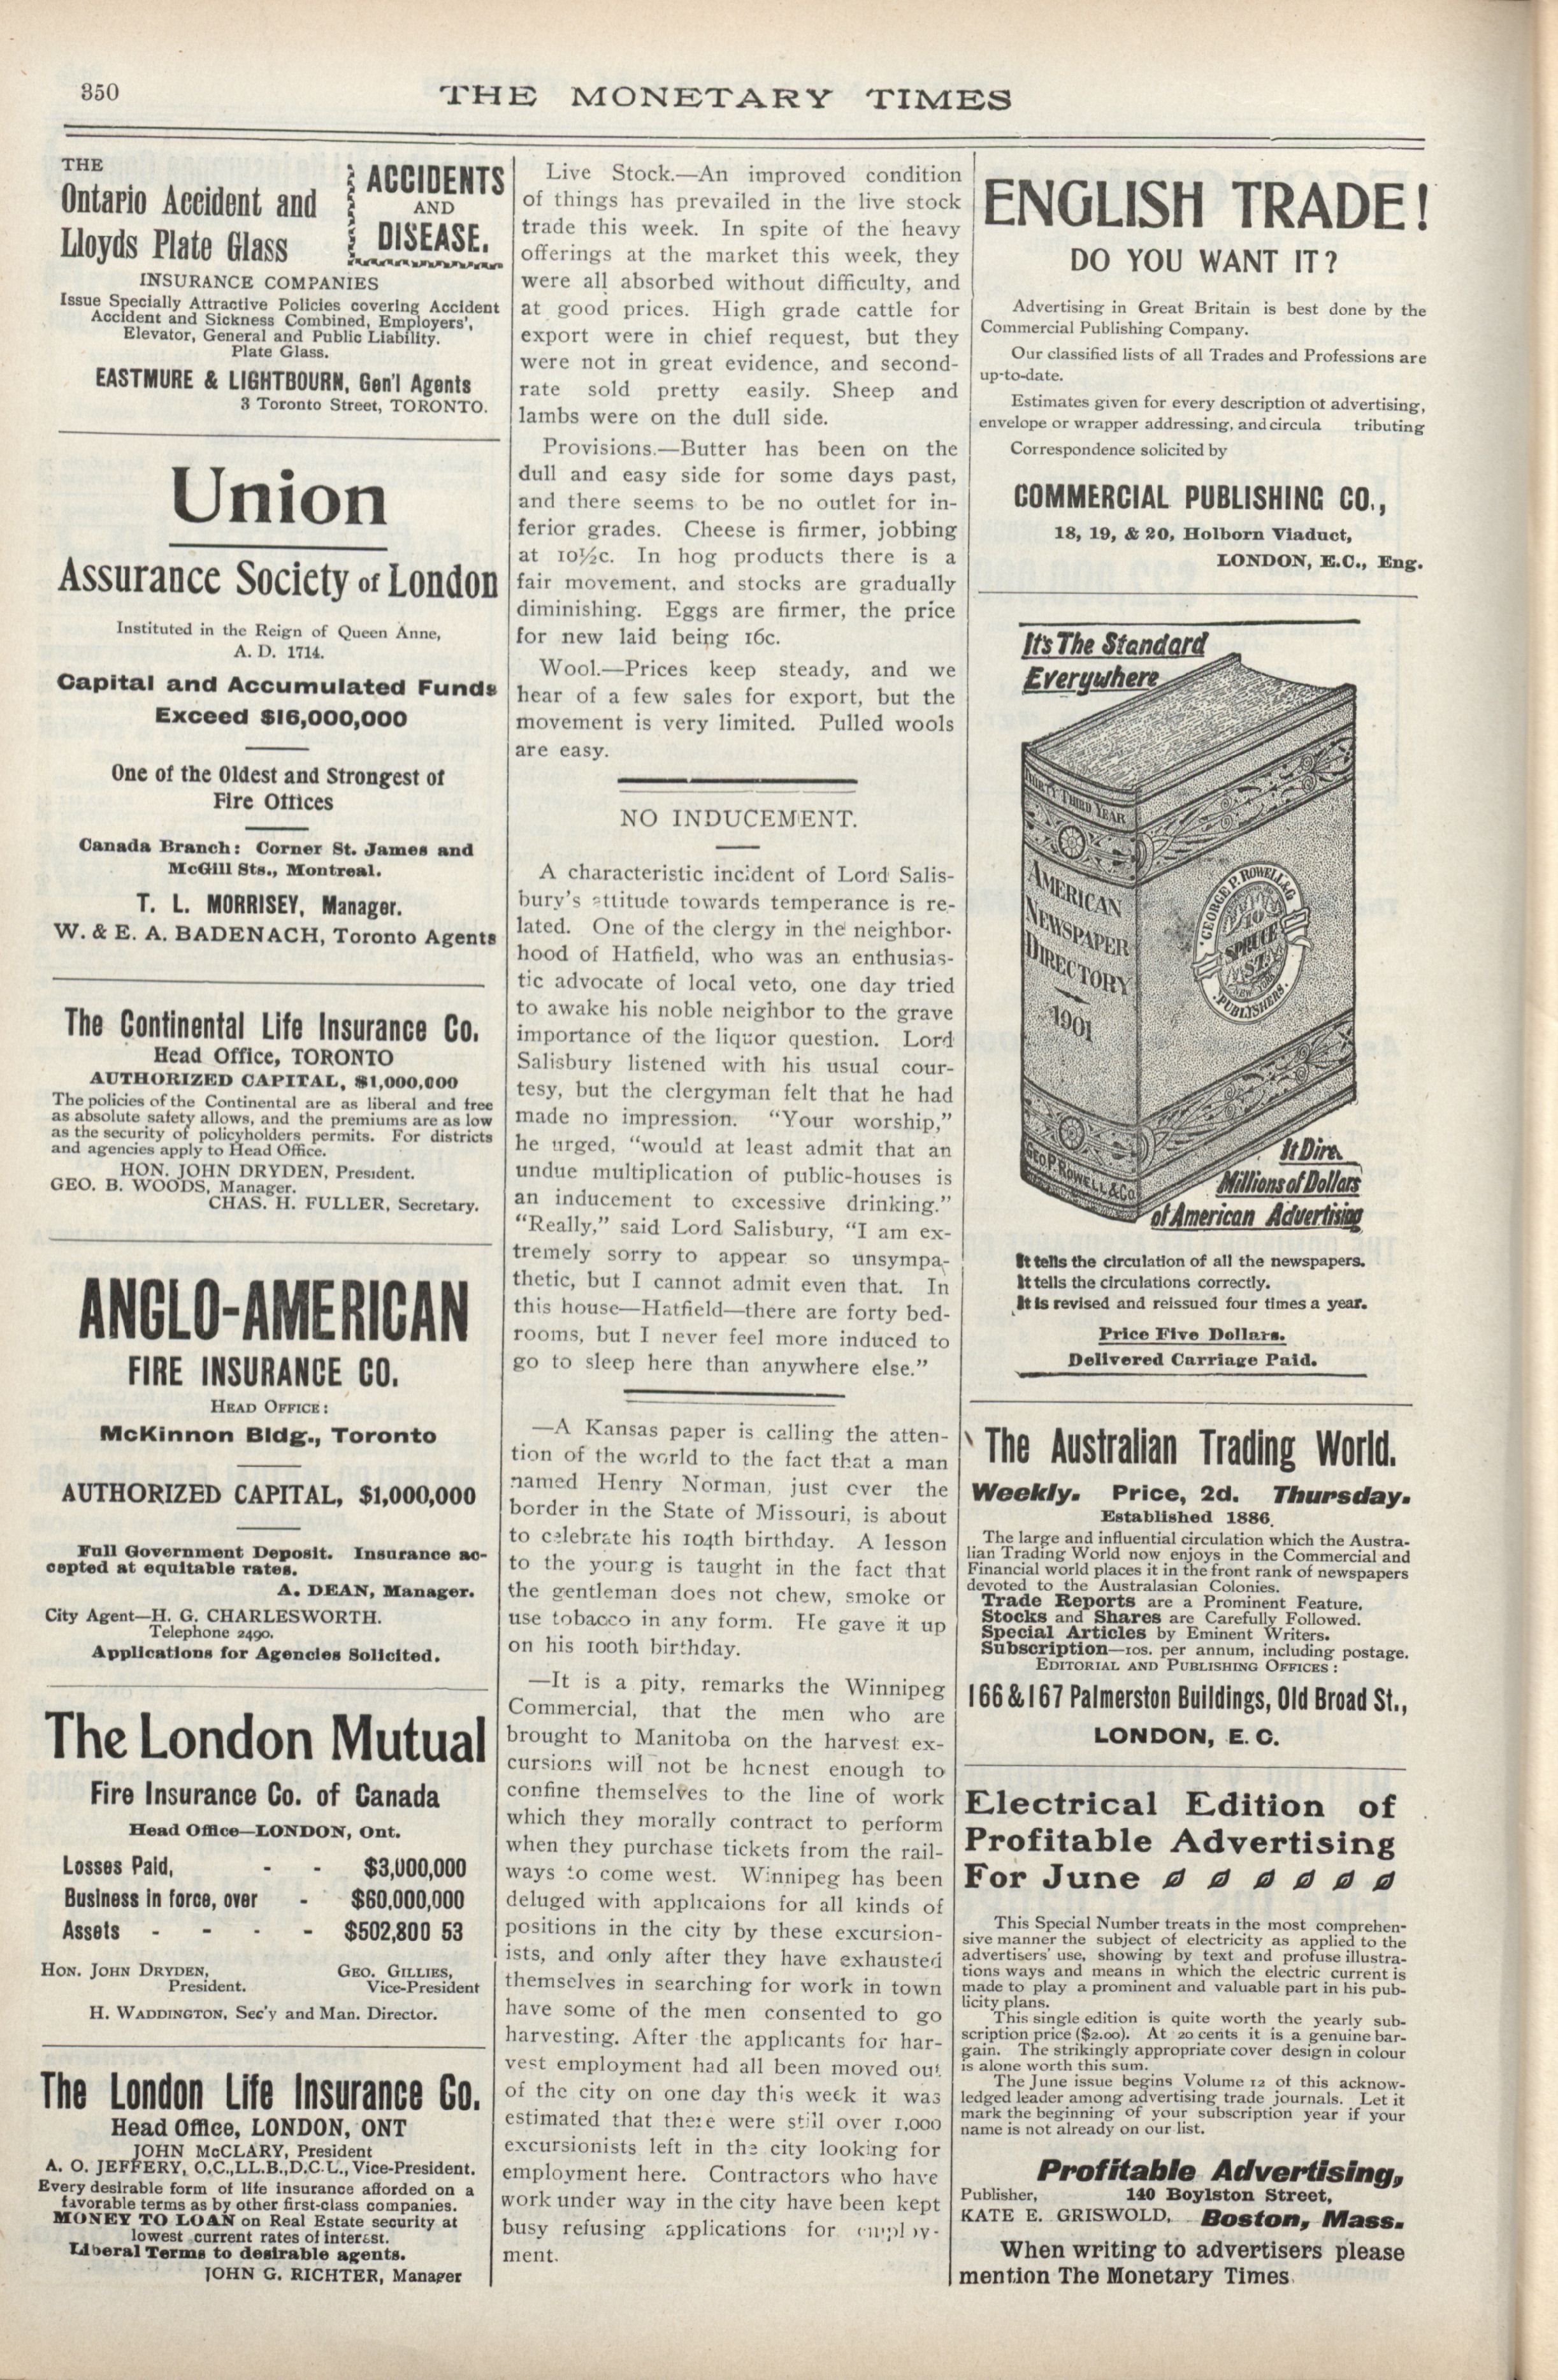 350
THE MONETARY TIMES
THE
Ontario Accident and
Lloyds Plate Glass
ACCIDENTS
AND
DISEASE.
INSURANCE COMPANIES
Issue Specially Attractive Policies covering Accident
Accident and Sickness Combined, Employers',
Elevator, General and Public Liability.
Plate Glass.
EASTMURE & LIGHTBOURN, Gen'l Agents
3 Toronto Street, TORONTO.
Union
Assurance Society of London
Instituted in the Reign of Queen Anne,
A. D. 1714.
Capital and Accumulated Funds
Exceed $16,000,000
One of the Oldest and Strongest of
Fire Offices
Canada Branch: Corner St. James and
McGill Sts., Montreal.
T. L. MORRISEY, Manager.
W. & E. A. BADENACH, Toronto Agents
The Continental Life Insurance Co.
Head Office, TORONTO
AUTHORIZED CAPITAL, $1,000,000
The policies of the Continental are as liberal and free
as absolute safety allows, and the premiums are as low
as the security of policyholders permits. For districts
and agencies apply to Head Office.
HON. JOHN DRYDEN, President.
GEO. B. WOODS, Manager.
CHAS. H. FULLER, Secretary.
ANGLO-AMERICAN
FIRE INSURANCE CO.
HEAD OFFICE:
McKinnon Bldg., Toronto
AUTHORIZED CAPITAL, $1,000,000
Full Government Deposit. Insurance ac-
cepted at equitable rates.
A. DEAN, Manager.
City Agent—H. G. CHARLESWORTH.
Telephone 2490.
Applications for Agencies Solicited.
The London Mutual
Fire Insurance Co. of Canada
Head Office—LONDON, Ont.
Losses Paid, - - $3,000,000
Business in force, over - $60,000,000
Assets - - - - $502,800 53
HON. JOHN DRYDEN, GEO. GILLIES,
President. Vice-President
H. WADDINGTON, Sec'y and Man. Director.
The London Life Insurance Co.
Head Office, LONDON, ONT
JOHN McCLARY, President
A. O. JEFFERY, O.C.,LL.B.,D.C.L., Vice-President.
Every desirable form of life insurance afforded on a
favorable terms as by other first-class companies.
MONEY TO LOAN on Real Estate security at
lowest current rates of interest.
Liberal Terms to desirable agents.
JOHN G. RICHTER, Manager
Live Stock.—An improved condition
of things has prevailed in the live stock
trade this week. In spite of the heavy
offerings at the market this week, they
were all absorbed without difficulty, and
at good prices. High grade cattle for
export were in chief request, but they
were not in great evidence, and second-
rate sold pretty easily. Sheep and
lambs were on the dull side.
Provisions.—Butter has been on the
dull and easy side for some days past,
and there seems to be no outlet for in-
ferior grades. Cheese is firmer, jobbing
at 10½c. In hog products there is a
fair movement, and stocks are gradually
diminishing. Eggs are firmer, the price
for new laid being 16c.
Wool.—Prices keep steady, and we
hear of a few sales for export, but the
movement is very limited. Pulled wools
are easy.
NO INDUCEMENT.
A characteristic incident of Lord Salis-
bury's attitude towards temperance is re-
lated. One of the clergy in the neighbor-
hood of Hatfield, who was an enthusias-
tic advocate of local veto, one day tried
to awake his noble neighbor to the grave
importance of the liquor question. Lord
Salisbury listened with his usual cour-
tesy, but the clergyman felt that he had
made no impression. "Your worship,"
he urged, "would at least admit that an
undue multiplication of public-houses is
an inducement to excessive drinking."
"Really," said Lord Salisbury, "I am ex-
tremely sorry to appear so unsympa-
thetic, but I cannot admit even that. In
this house—Hatfield—there are forty bed-
rooms, but I never feel more induced to
go to sleep here than anywhere else."
—A Kansas paper is calling the atten-
tion of the world to the fact that a man
named Henry Norman, just over the
border in the State of Missouri, is about
to celebrate his 104th birthday. A lesson
to the young is taught in the fact that
the gentleman does not chew, smoke or
use tobacco in any form. He gave it up
on his 100th birthday.
—It is a pity, remarks the Winnipeg
Commercial, that the men who are
brought to Manitoba on the harvest ex-
cursions will not be honest enough to
confine themselves to the line of work
which they morally contract to perform
when they purchase tickets from the rail-
ways to come west. Winnipeg has been
deluged with applicaions for all kinds of
positions in the city by these excursion-
ists, and only after they have exhausted
themselves in searching for work in town
have some of the men consented to go
harvesting. After the applicants for har-
vest employment had all been moved out
of the city on one day this week it was
estimated that there were still over 1,000
excursionists left in the city looking for
employment here. Contractors who have
work under way in the city have been kept
busy refusing applications for employ-
ment.
ENGLISH TRADE!
DO YOU WANT IT?
Advertising in Great Britain is best done by the
Commercial Publishing Company.
Our classified lists of all Trades and Professions are
up-to-date.
Estimates given for every description of advertising,
envelope or wrapper addressing, and circula tributing
Correspondence solicited by
COMMERCIAL PUBLISHING CO.,
18, 19, & 20, Holborn Viaduct,
LONDON, E.C., Eng.
It's The Standard
Everywhere
THIRTY THIRD YEAR
AMERICAN
NEWSPAPER
DIRECTORY
1901
GEO. P. ROWELL & Co.
GEORGE P. ROWELL & Co
10
SPRUCE
ST.
NEW YORK
PUBLISHERS.
It Dire
Millions of Dollars
of American Advertising
It tells the circulation of all the newspapers.
It tells the circulations correctly.
It is revised and reissued four times a year.
Price Five Dollars.
Delivered Carriage Paid.
The Australian Trading World.
Weekly. Price, 2d. Thursday.
Established 1886.
The large and influential circulation which the Austra-
lian Trading World now enjoys in the Commercial and
Financial world places it in the front rank of newspapers
devoted to the Australasian Colonies.
Trade Reports are a Prominent Feature.
Stocks and Shares are Carefully Followed.
Special Articles by Eminent Writers.
Subscription—10s. per annum, including postage.
EDITORIAL AND PUBLISHING OFFICES:
166 & 167 Palmerston Buildings, Old Broad St.,
LONDON, E. C.
Electrical Edition of
Profitable Advertising
For June
This Special Number treats in the most comprehen-
sive manner the subject of electricity as applied to the
advertisers' use, showing by text and profuse illustra-
tions ways and means in which the electric current is
made to play a prominent and valuable part in his pub-
licity plans.
This single edition is quite worth the yearly sub-
scription price ($2.00). At 20 cents it is a genuine bar-
gain. The strikingly appropriate cover design in colour
is alone worth this sum.
The June issue begins Volume 12 of this acknow-
ledged leader among advertising trade journals. Let it
mark the beginning of your subscription year if your
name is not already on our list.
Profitable Advertising,
Publisher, 140 Boylston Street,
KATE E. GRISWOLD, Boston, Mass.
When writing to advertisers please
mention The Monetary Times.